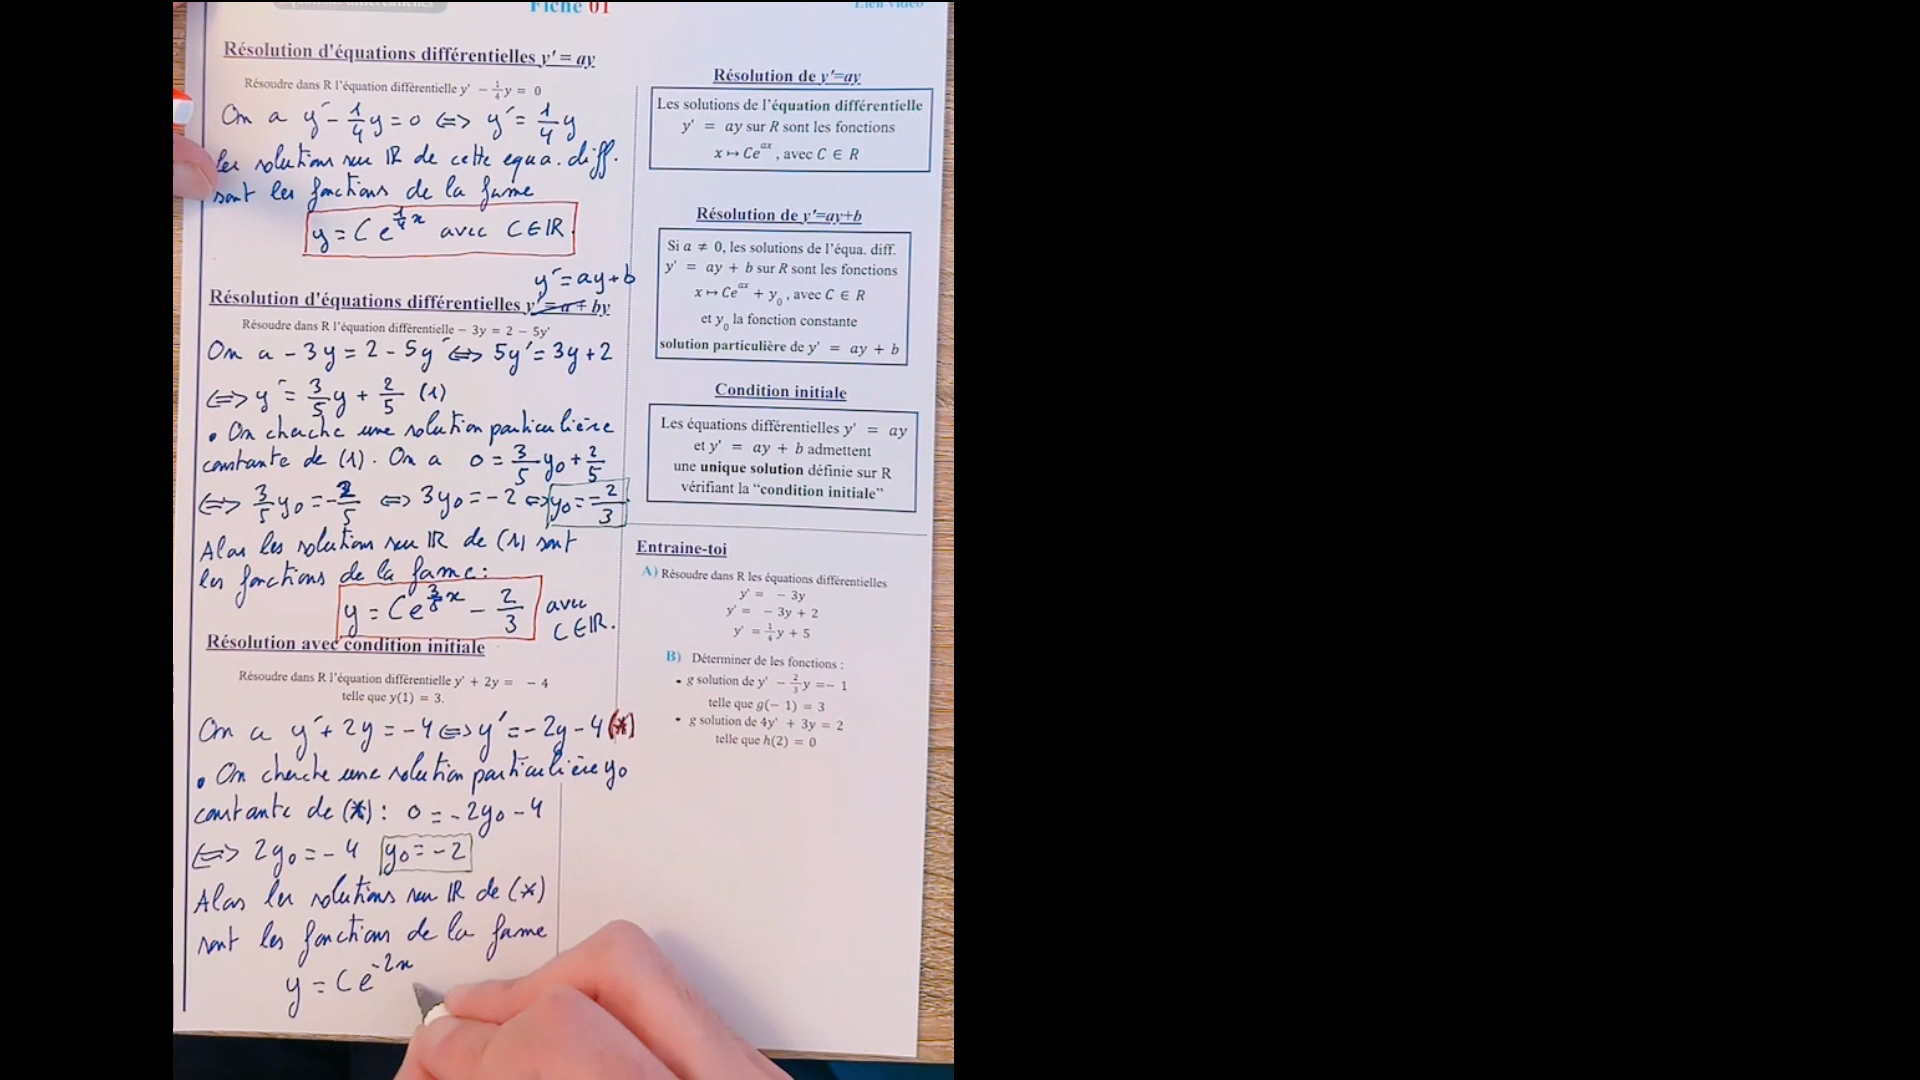 Fiche 01
Lien vidéo
Résolution d'équations différentielles y' = ay
Résoudre dans R l'équation différentielle y' − 1/4 y = 0
On a y' − 1/4 y = 0 ⟺ y' = 1/4 y
les solutions sur ℝ de cette equa. diff.
sont les fonctions de la forme
y = C e^{1/4 x} avec C ∈ ℝ.
y' = ay + b
Résolution d'équations différentielles y' = a + by
Résoudre dans R l'équation différentielle − 3y = 2 − 5y'
On a − 3y = 2 − 5y' ⟺ 5y' = 3y + 2
⟺ y' = 3/5 y + 2/5 (1)
• On cherche une solution particulière
constante de (1). On a 0 = 3/5 y₀ + 2/5
⟺ 3/5 y₀ = − 2/5 ⟺ 3y₀ = − 2 ⟺ y₀ = − 2/3
Alors les solutions sur ℝ de (1) sont
les fonctions de la forme :
y = C e^{3/5 x} − 2/3 avec
C ∈ ℝ.
Résolution avec condition initiale
Résoudre dans R l'équation différentielle y' + 2y = − 4
telle que y(1) = 3.
On a y' + 2y = − 4 ⟺ y' = − 2y − 4 (*)
• On cherche une solution particulière y₀
constante de (*) : 0 = − 2y₀ − 4
⟺ 2y₀ = − 4 y₀ = − 2
Alors les solutions sur ℝ de (*)
sont les fonctions de la forme
y = C e^{-2x}
Résolution de y'=ay
Les solutions de l'équation différentielle
y' = ay sur R sont les fonctions
x ↦ Ce^{ax}, avec C ∈ R
Résolution de y'=ay+b
Si a ≠ 0, les solutions de l'équa. diff.
y' = ay + b sur R sont les fonctions
x ↦ Ce^{ax} + y₀, avec C ∈ R
et y₀ la fonction constante
solution particulière de y' = ay + b
Condition initiale
Les équations différentielles y' = ay
et y' = ay + b admettent
une unique solution définie sur R
vérifiant la “condition initiale”
Entraine-toi
A) Résoudre dans R les équations différentielles
y' = − 3y
y' = − 3y + 2
y' = 1/4 y + 5
B) Déterminer de les fonctions :
• g solution de y' − 2/3 y = − 1
telle que g(− 1) = 3
• g solution de 4y' + 3y = 2
telle que h(2) = 0